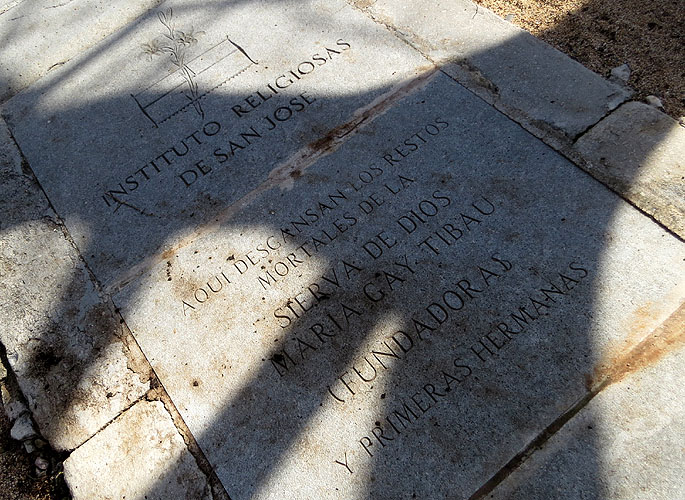 INSTITUTO RELIGIOSAS
DE SAN JOSE
AQUI DESCANSAN LOS RESTOS
MORTALES DE LA
SIERVA DE DIOS
MARIA GAY TIBAU
(FUNDADORA)
Y PRIMERAS HERMANAS